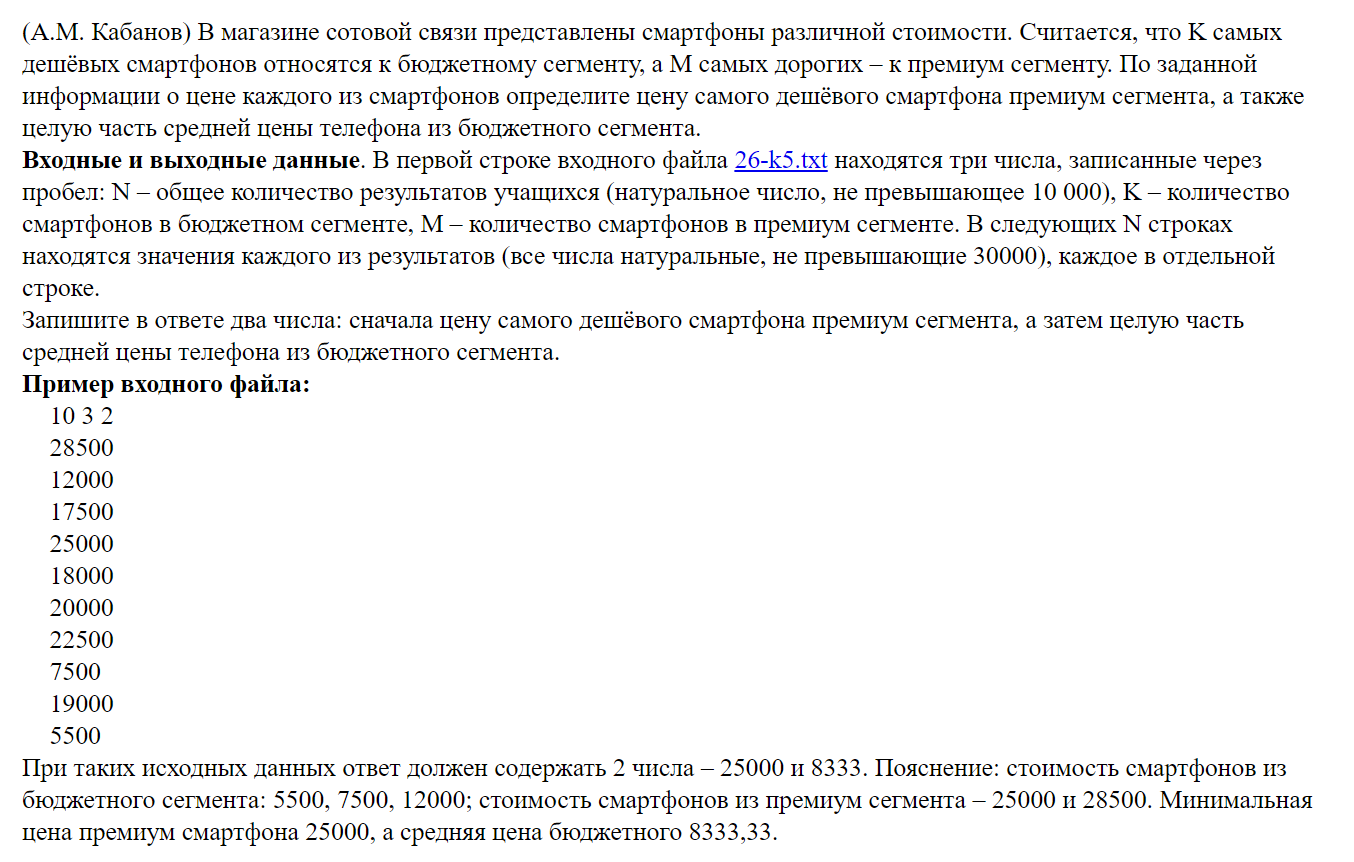 (А.М. Кабанов) В магазине сотовой связи представлены смартфоны различной стоимости. Считается, что K самых
дешёвых смартфонов относятся к бюджетному сегменту, а M самых дорогих – к премиум сегменту. По заданной
информации о цене каждого из смартфонов определите цену самого дешёвого смартфона премиум сегмента, а также
целую часть средней цены телефона из бюджетного сегмента.
Входные и выходные данные. В первой строке входного файла 26-k5.txt находятся три числа, записанные через
пробел: N – общее количество результатов учащихся (натуральное число, не превышающее 10 000), K – количество
смартфонов в бюджетном сегменте, M – количество смартфонов в премиум сегменте. В следующих N строках
находятся значения каждого из результатов (все числа натуральные, не превышающие 30000), каждое в отдельной
строке.
Запишите в ответе два числа: сначала цену самого дешёвого смартфона премиум сегмента, а затем целую часть
средней цены телефона из бюджетного сегмента.
Пример входного файла:
10 3 2
28500
12000
17500
25000
18000
20000
22500
7500
19000
5500
При таких исходных данных ответ должен содержать 2 числа – 25000 и 8333. Пояснение: стоимость смартфонов из
бюджетного сегмента: 5500, 7500, 12000; стоимость смартфонов из премиум сегмента – 25000 и 28500. Минимальная
цена премиум смартфона 25000, а средняя цена бюджетного 8333,33.